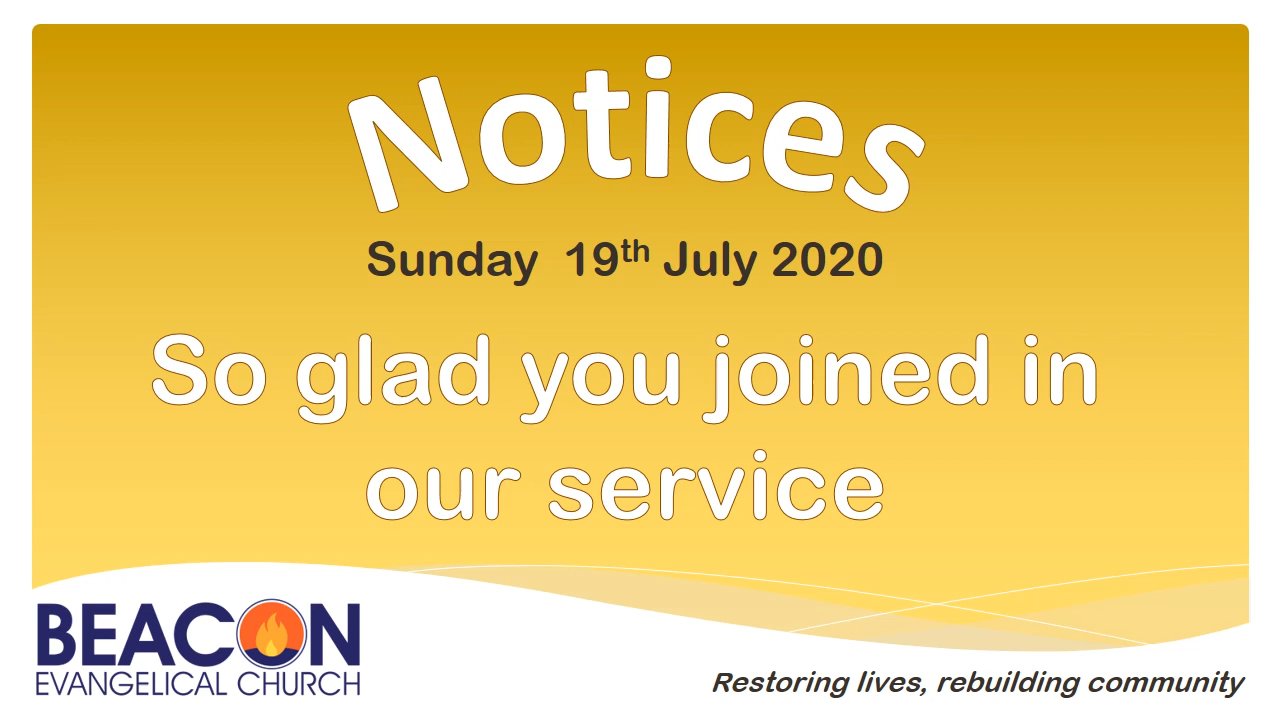 Notices
Sunday 19th July 2020
So glad you joined in
our service
BEACON
EVANGELICAL CHURCH
Restoring lives, rebuilding community